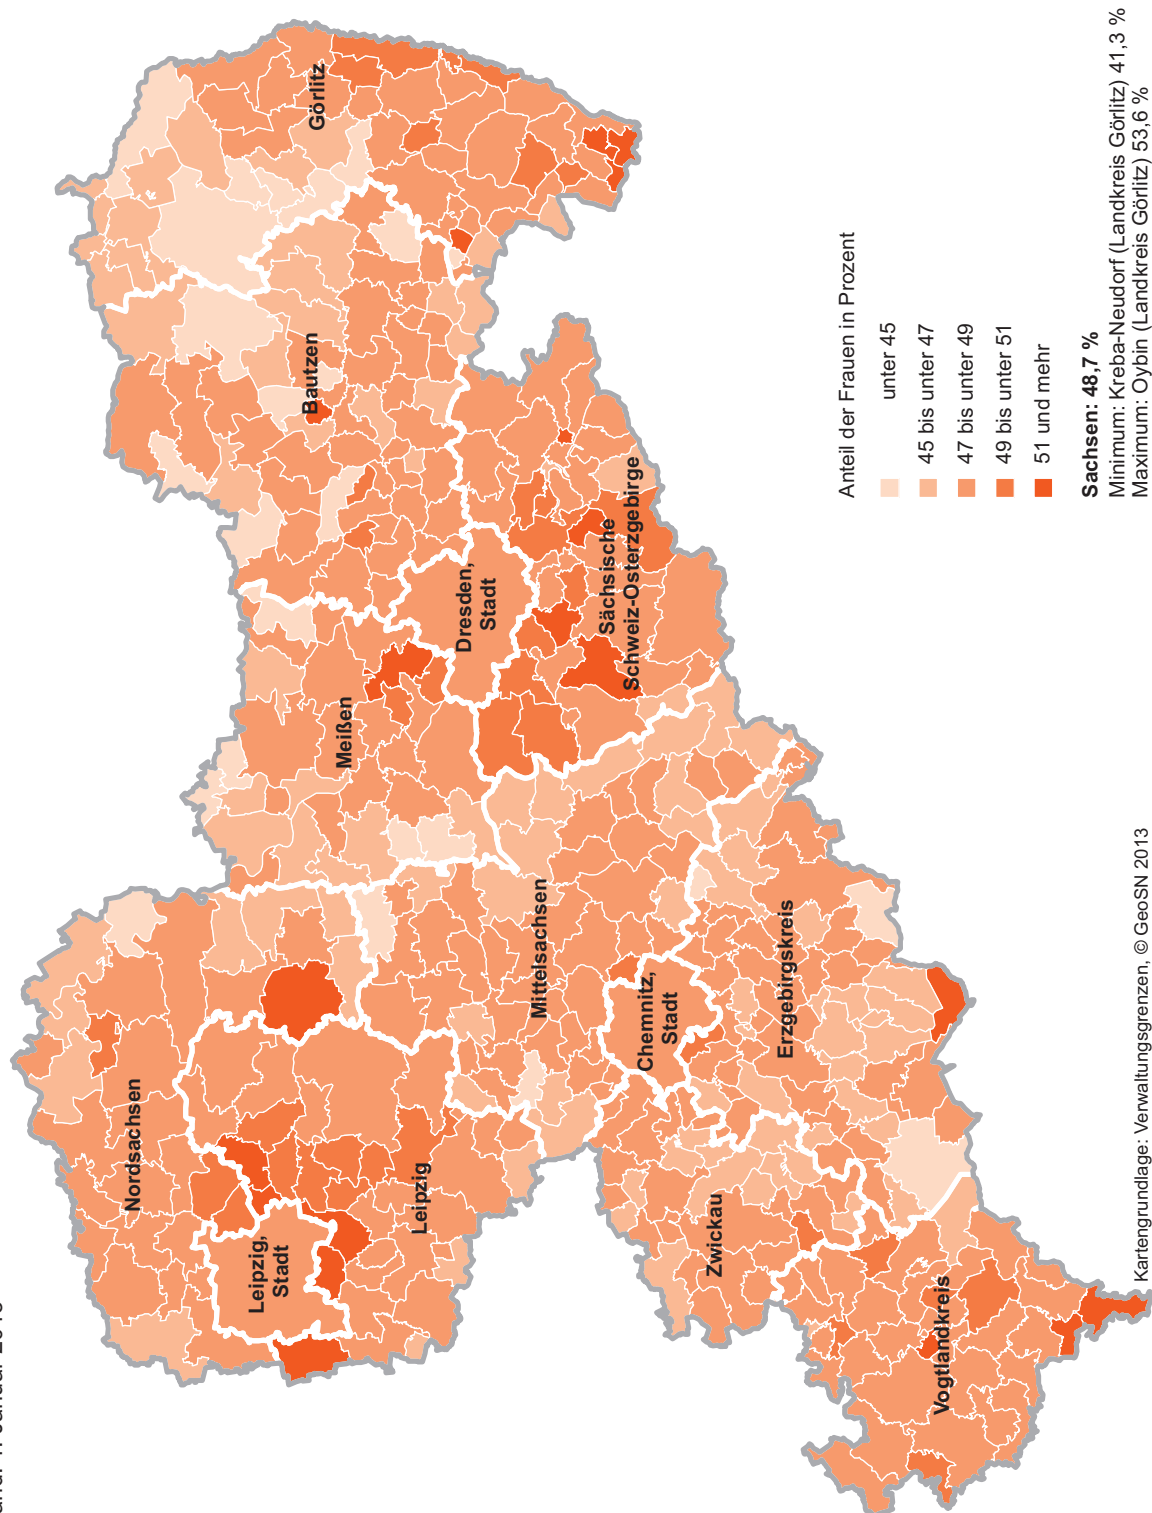 Nordsachsen
Leipzig,
Stadt
Leipzig
Meißen
Bautzen
Görlitz
Dresden,
Stadt
Mittelsachsen
Sächsische
Schweiz-Osterzgebirge
Chemnitz,
Stadt
Zwickau
Erzgebirgskreis
Vogtlandkreis
Anteil der Frauen in Prozent
unter 45
45 bis unter 47
47 bis unter 49
49 bis unter 51
51 und mehr
Sachsen: 48,7 %
Minimum: Kreba-Neudorf (Landkreis Görlitz) 41,3 %
Maximum: Oybin (Landkreis Görlitz) 53,6 %
Kartengrundlage: Verwaltungsgrenzen, © GeoSN 2013